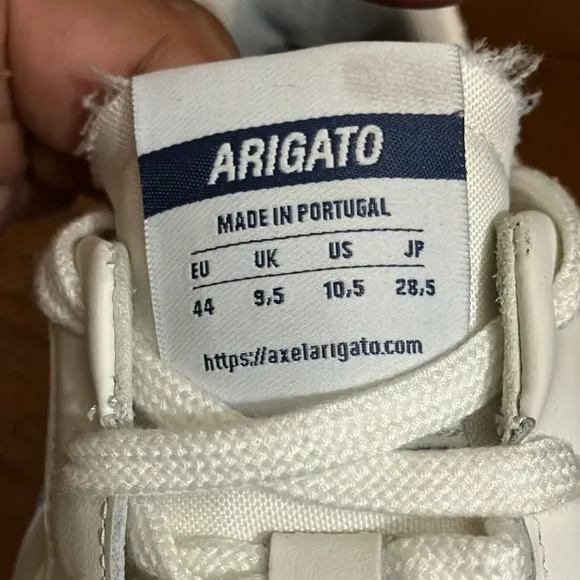 ARIGATO
MADE IN PORTUGAL
EU UK US JP
44 9,5 10,5 28,5
https://axelarigato.com